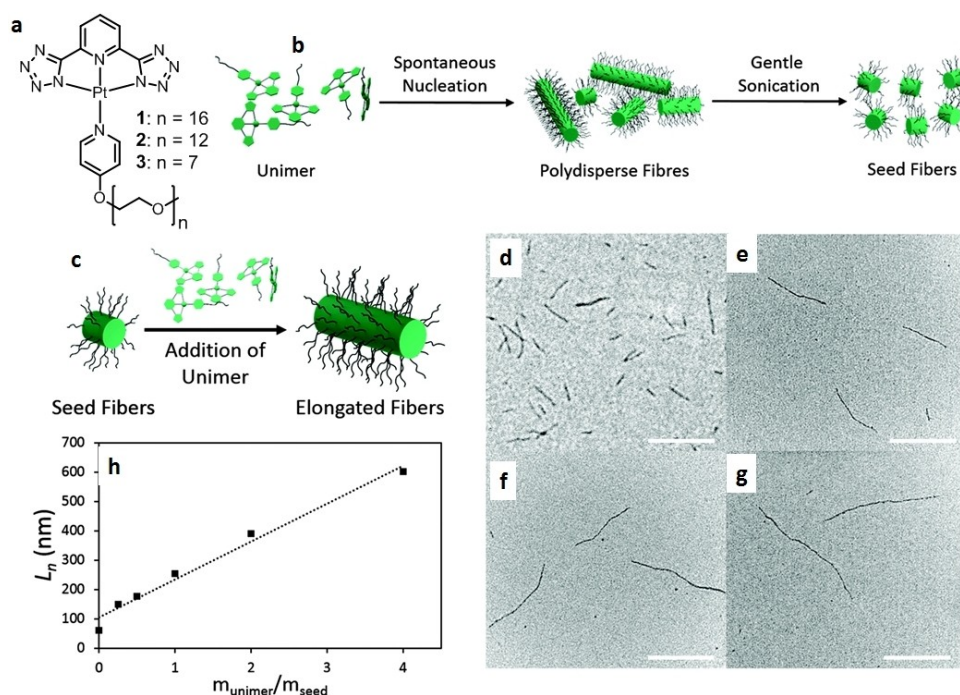 a
N
N
N
N
N
N
N
N
N
Pt
N
1: n = 16
2: n = 12
3: n = 7
O
O
n
b
Unimer
Spontaneous
Nucleation
Polydisperse Fibres
Gentle
Sonication
Seed Fibers
c
Seed Fibers
Addition of
Unimer
Elongated Fibers
d
e
f
g
h
700
600
500
400
300
200
100
0
Ln (nm)
0
1
2
3
4
munimer/mseed